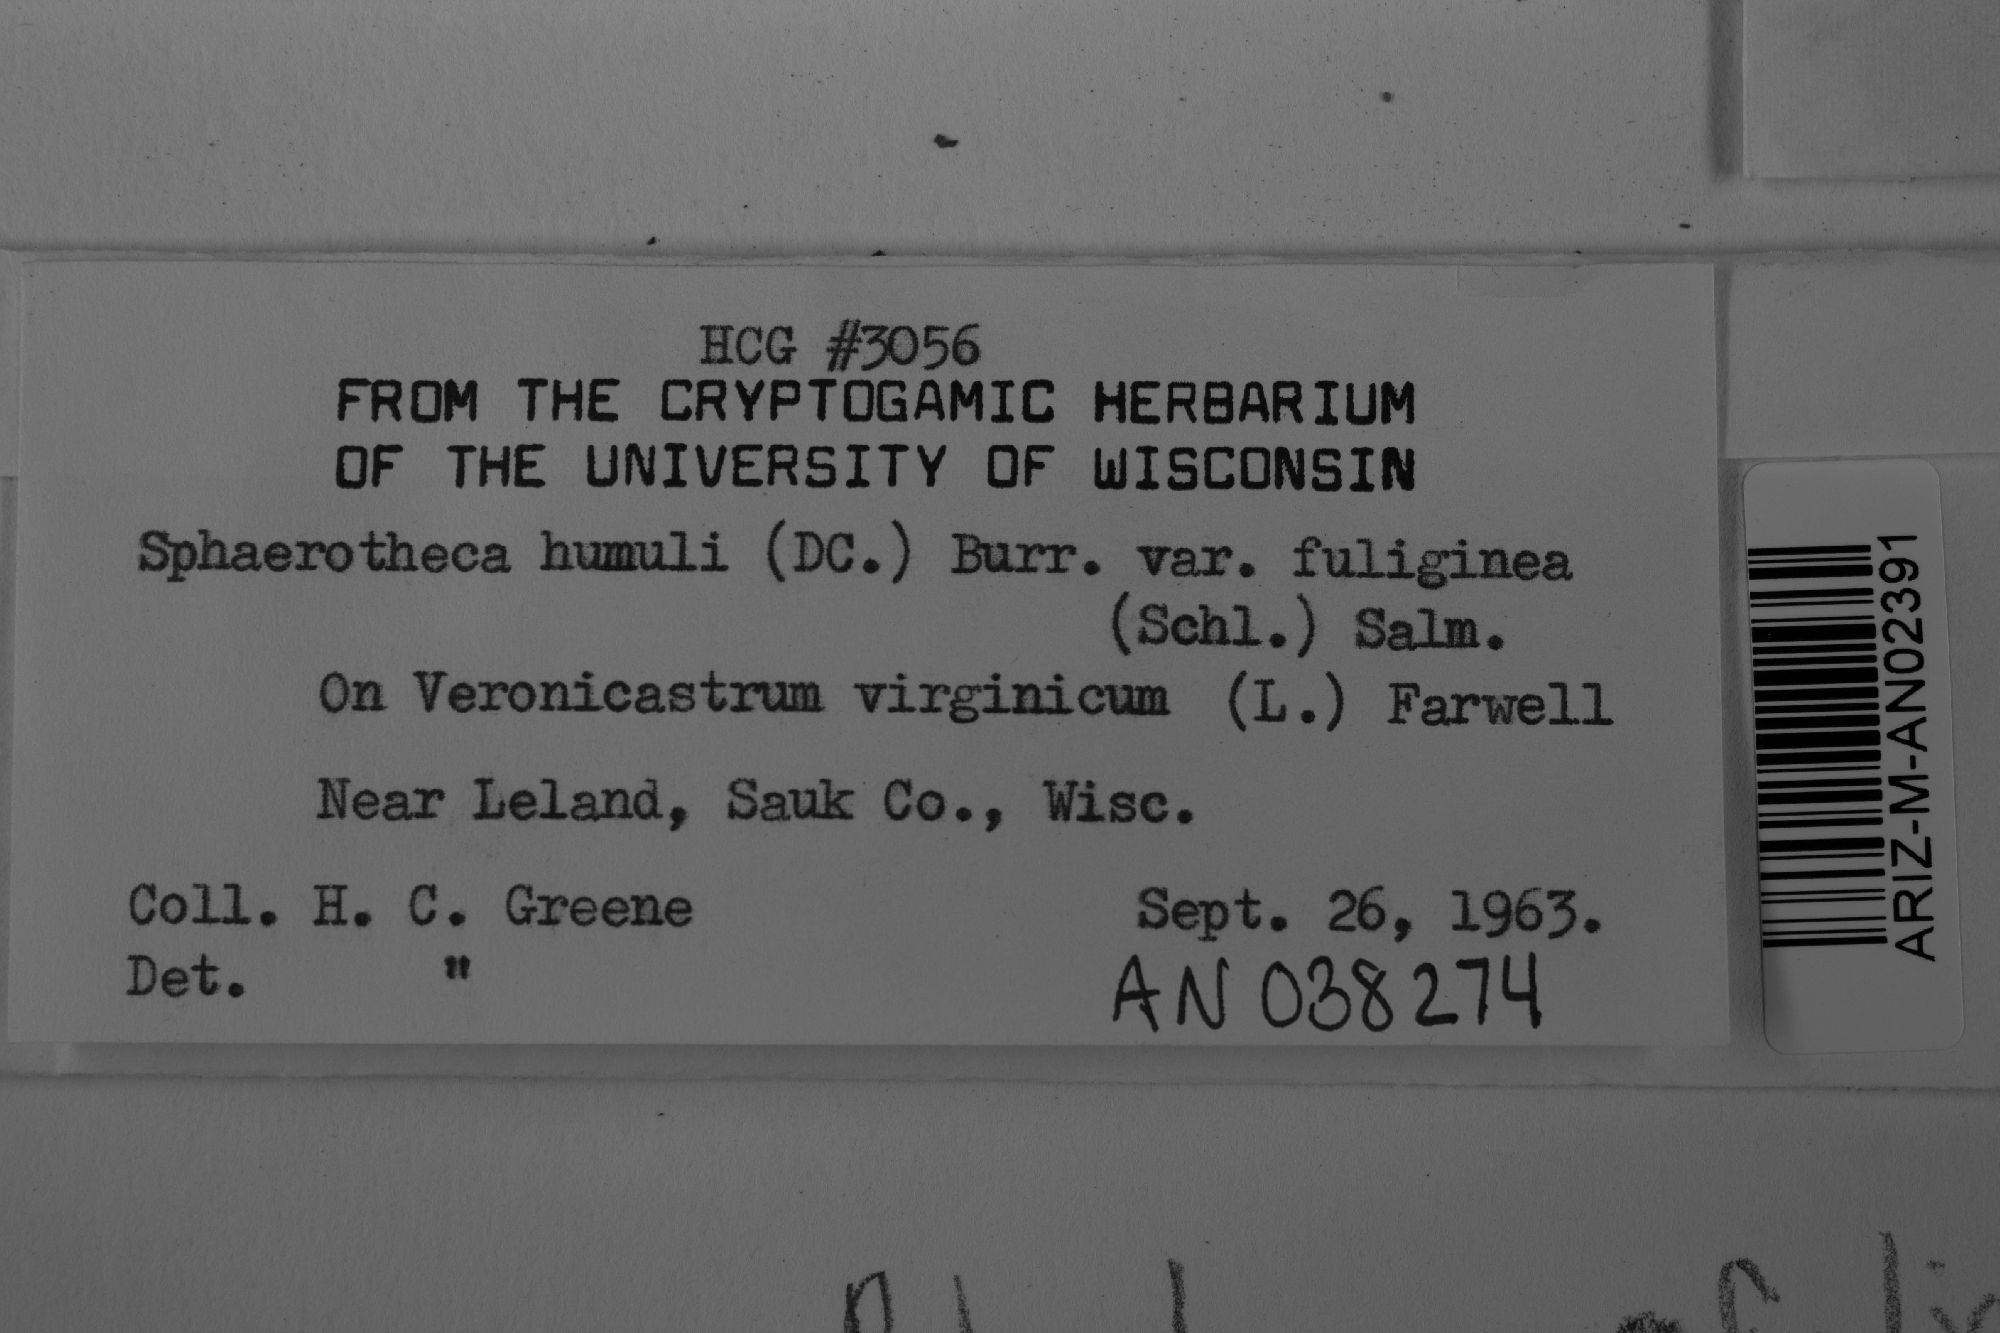 HCG #3056
FROM THE CRYPTOGAMIC HERBARIUM
OF THE UNIVERSITY OF WISCONSIN
Sphaerotheca humuli (DC.) Burr. var. fuliginea
(Schl.) Salm.
On Veronicastrum virginicum (L.) Farwell
Near Leland, Sauk Co., Wisc.
Coll. H. C. Greene Sept. 26, 1963.
Det. "
AN 038274
ARIZ-M-AN02391